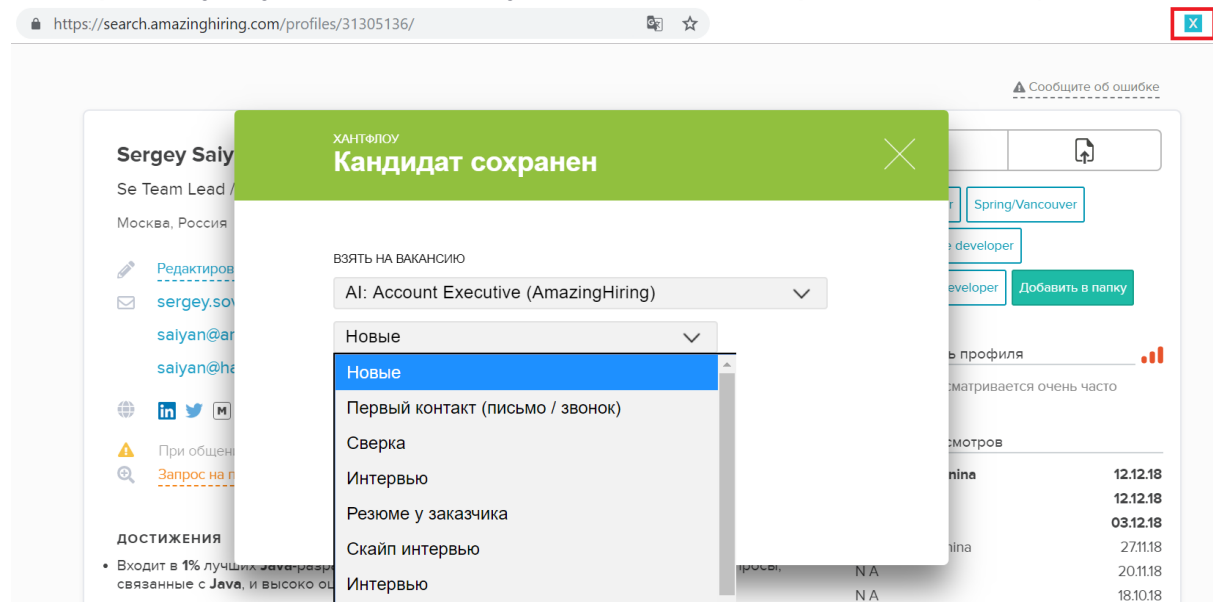 https://search.amazinghiring.com/profiles/31305136/
X
Сообщите об ошибке
Sergey Saiy
Se Team Lead /
Москва, Россия
Редактиров
sergey.sov
saiyan@ar
saiyan@ha
in
M
При общен
Запрос на п
ДОСТИЖЕНИЯ
• Входит в 1% лучших Java-разр
связанные с Java, и высоко оц
ХАНТФЛОУ
Кандидат сохранен
ВЗЯТЬ НА ВАКАНСИЮ
AI: Account Executive (AmazingHiring)
Новые
Новые
Первый контакт (письмо / звонок)
Сверка
Интервью
Резюме у заказчика
Скайп интервью
Интервью
Spring/Vancouver
developer
eveloper
Добавить в папку
ь профиля
сматривается очень часто
смотров
nina 12.12.18
12.12.18
03.12.18
nina 27.11.18
N A 20.11.18
N A 18.10.18